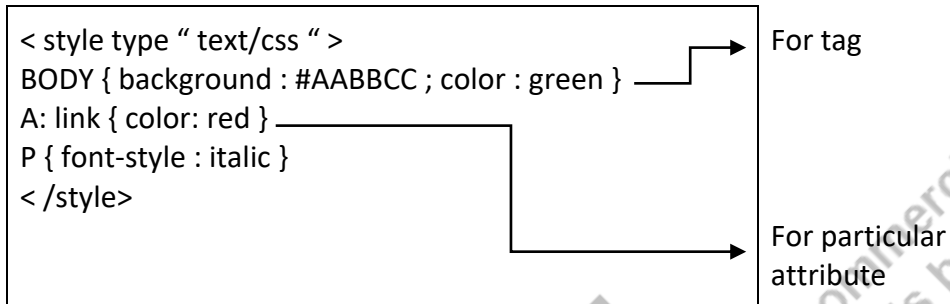 < style type “ text/css “ >
BODY { background : #AABBCC ; color : green }
A: link { color: red }
P { font-style : italic }
< /style>
For tag
For particular
attribute